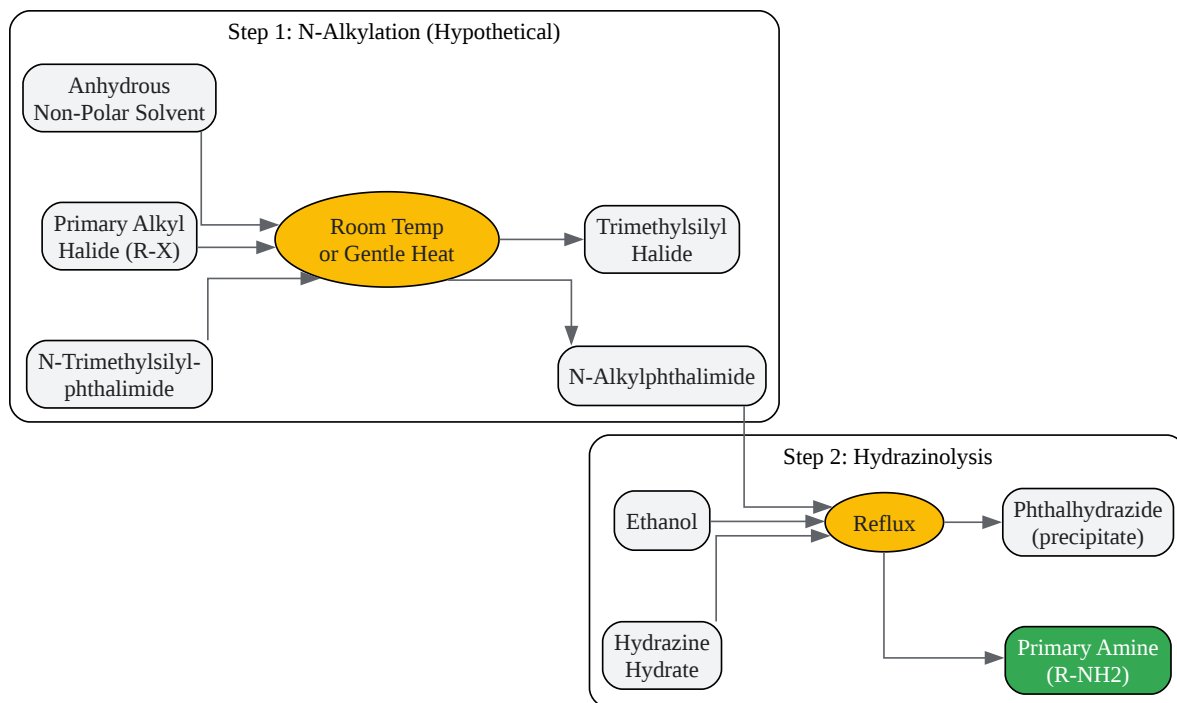 Step 1: N-Alkylation (Hypothetical)
Anhydrous
Non-Polar Solvent
Primary Alkyl
Halide (R-X)
N-Trimethylsilyl-
phthalimide
Room Temp
or Gentle Heat
Trimethylsilyl
Halide
N-Alkylphthalimide
Step 2: Hydrazinolysis
Ethanol
Hydrazine
Hydrate
Reflux
Phthalhydrazide
(precipitate)
Primary Amine
(R-NH2)